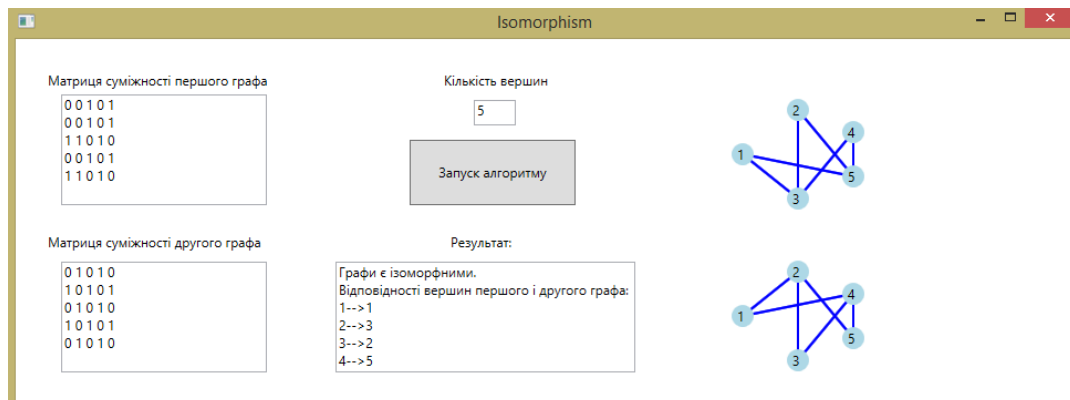 Isomorphism
Матриця суміжності першого графа
0 0 1 0 1
0 0 1 0 1
1 1 0 1 0
0 0 1 0 1
1 1 0 1 0
Кількість вершин
5
Запуск алгоритму
2
4
1
5
3
Матриця суміжності другого графа
0 1 0 1 0
1 0 1 0 1
0 1 0 1 0
1 0 1 0 1
0 1 0 1 0
Результат:
Графи є ізоморфними.
Відповідності вершин першого і другого графа:
1-->1
2-->3
3-->2
4-->5
2
4
1
5
3